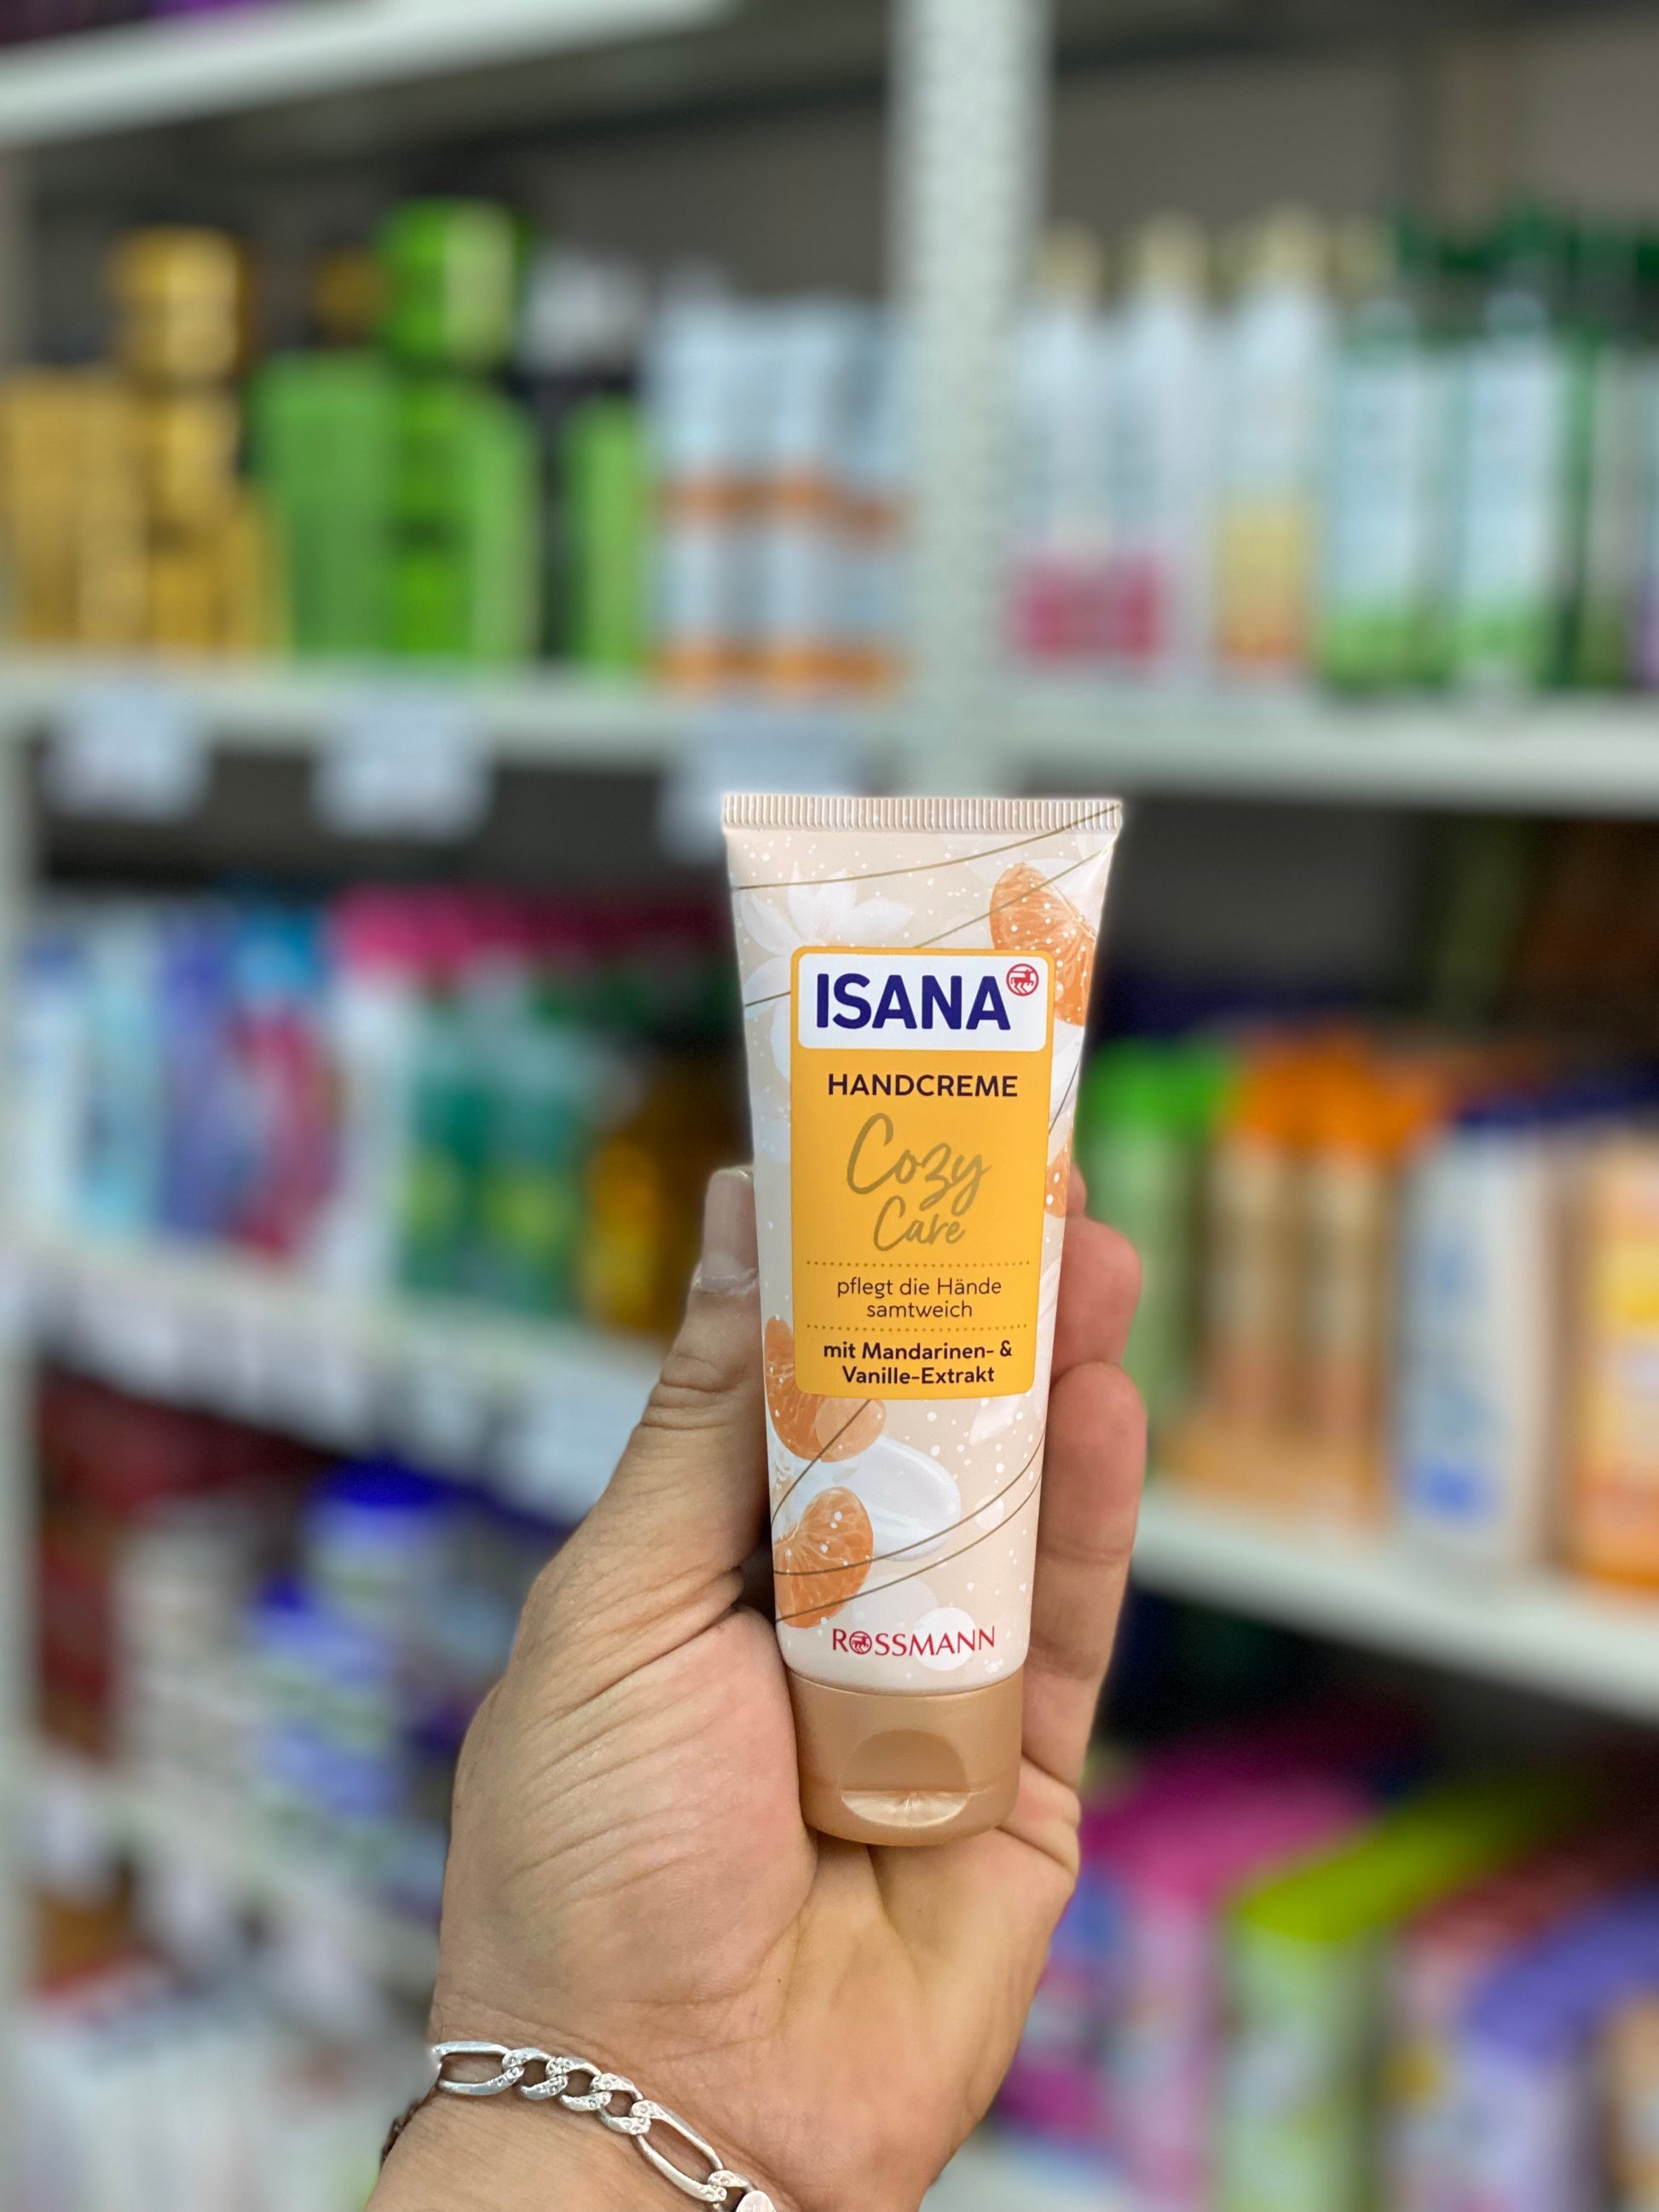 ISANA
HANDCREME
Cozy
Care
pflegt die Hände
samtweich
mit Mandarinen- &
Vanille-Extrakt
ROSSMANN